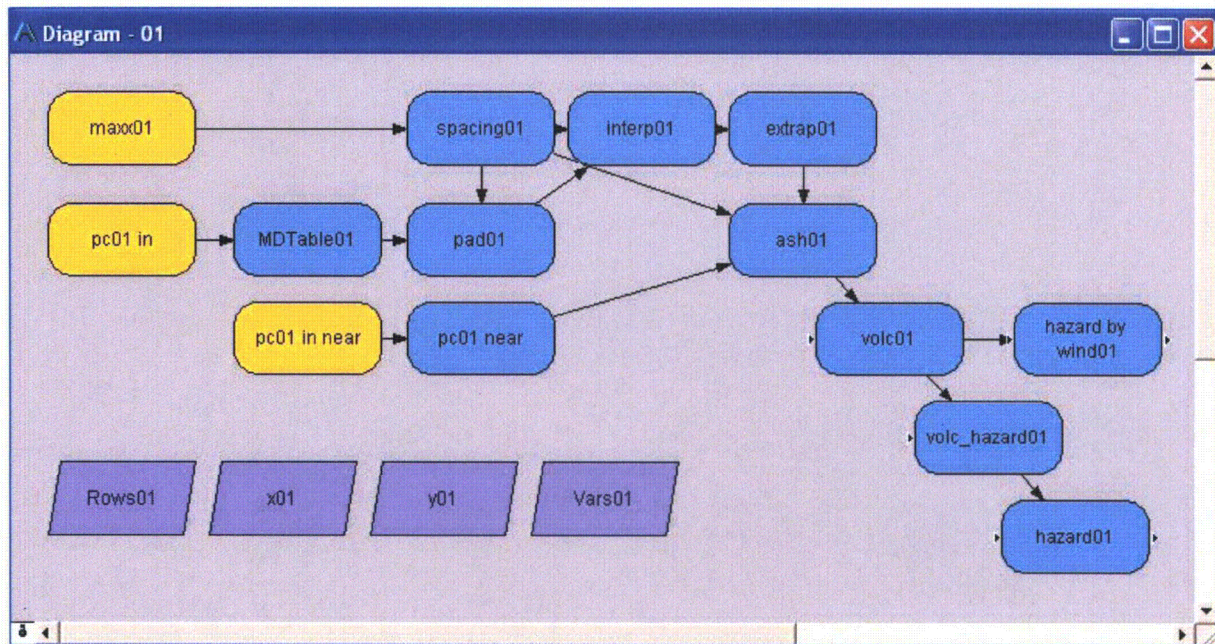 Diagram - 01
maxx01
spacing01
interp01
extrap01
pc01 in
MDTable01
pad01
ash01
pc01 in near
pc01 near
volc01
hazard by
wind01
volc_hazard01
Rows01
x01
y01
Vars01
hazard01